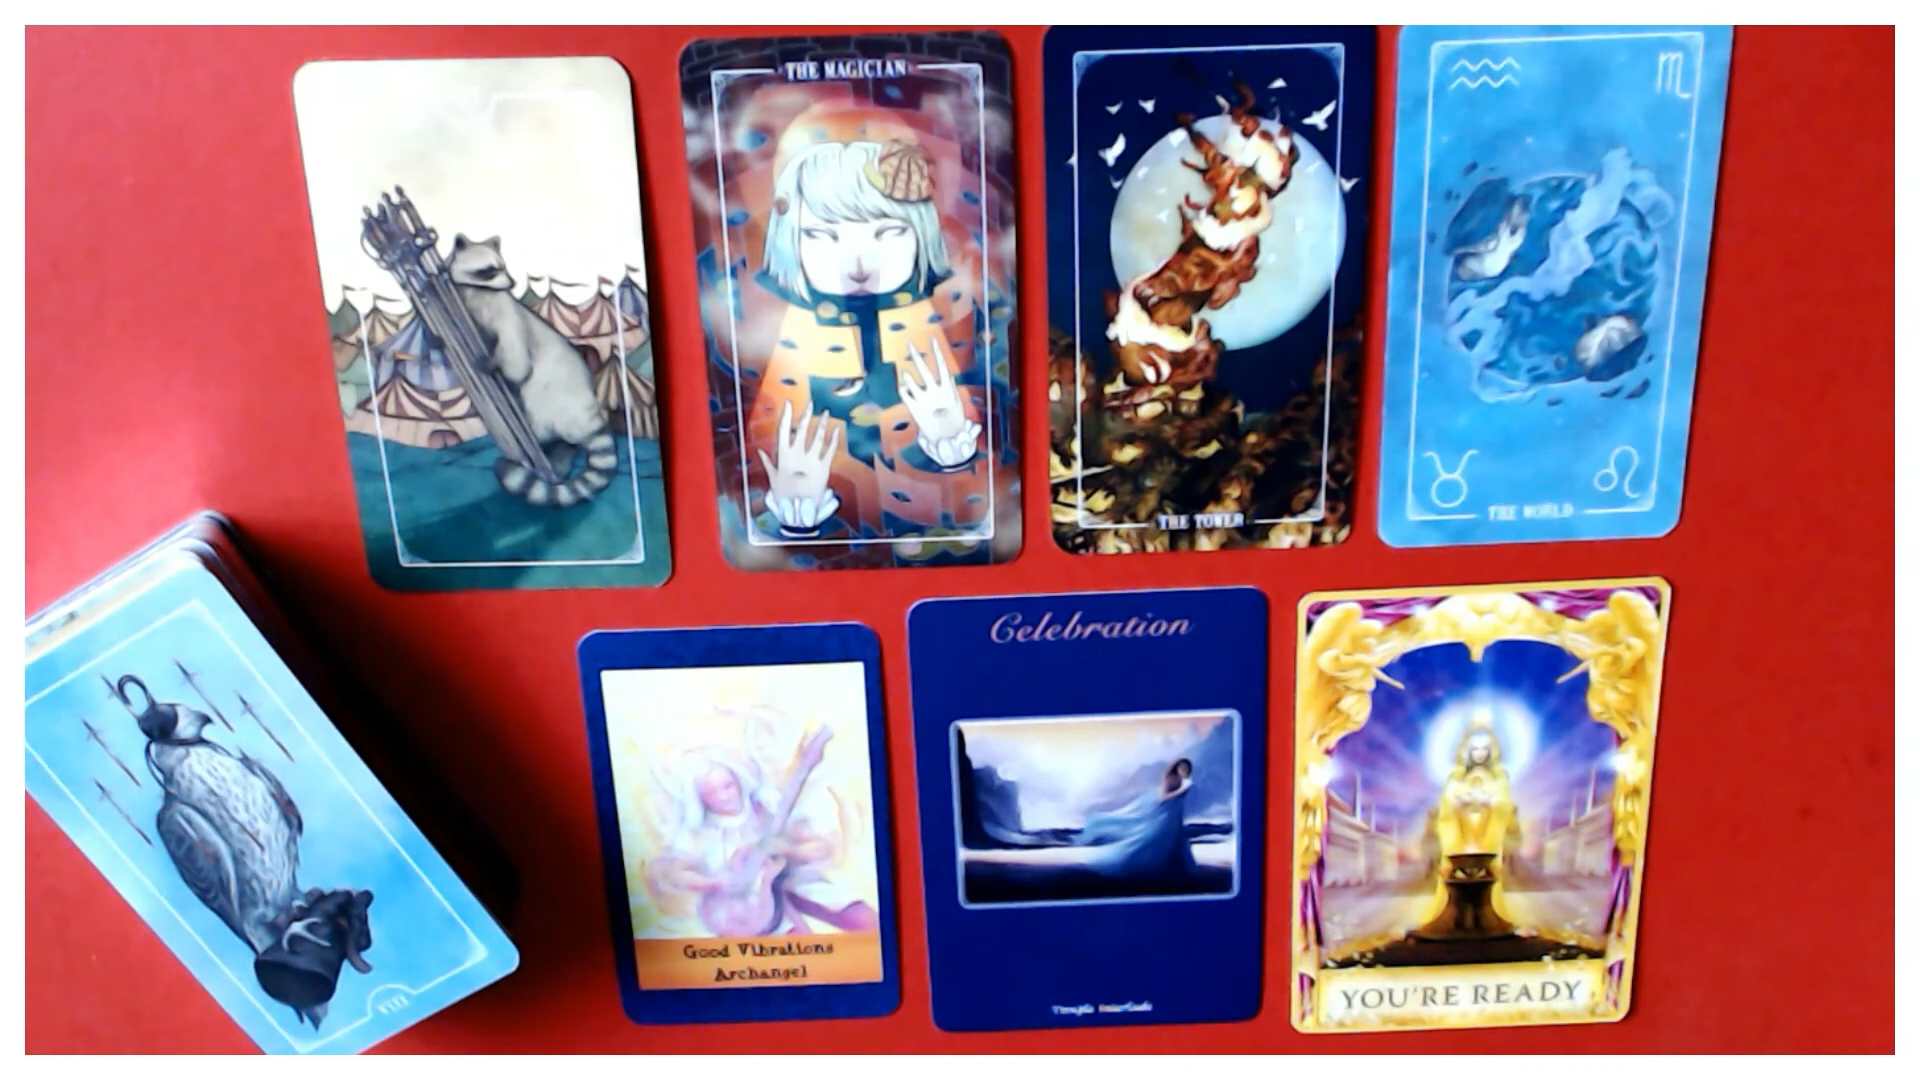 THE MAGICIAN
THE TOWER
THE WORLD
Good Vibrations
Archangel
Celebration
YOU'RE READY